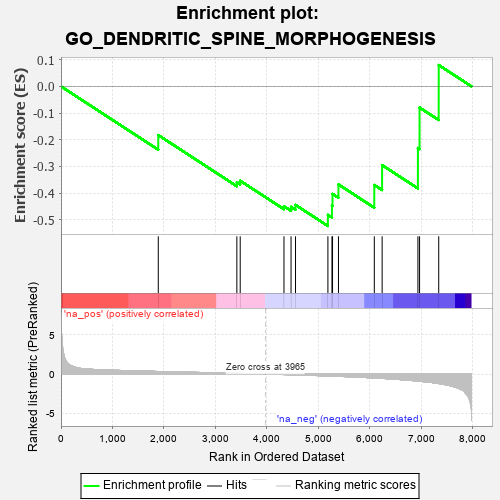 Enrichment plot:
GO_DENDRITIC_SPINE_MORPHOGENESIS
Enrichment score (ES)
0.1
0.0
-0.1
-0.2
-0.3
-0.4
-0.5
'na_pos' (positively correlated)
Ranked list metric (PreRanked)
5
0
-5
Zero cross at 3965
'na_neg' (negatively correlated)
0 1,000 2,000 3,000 4,000 5,000 6,000 7,000 8,000
Rank in Ordered Dataset
Enrichment profile Hits Ranking metric scores